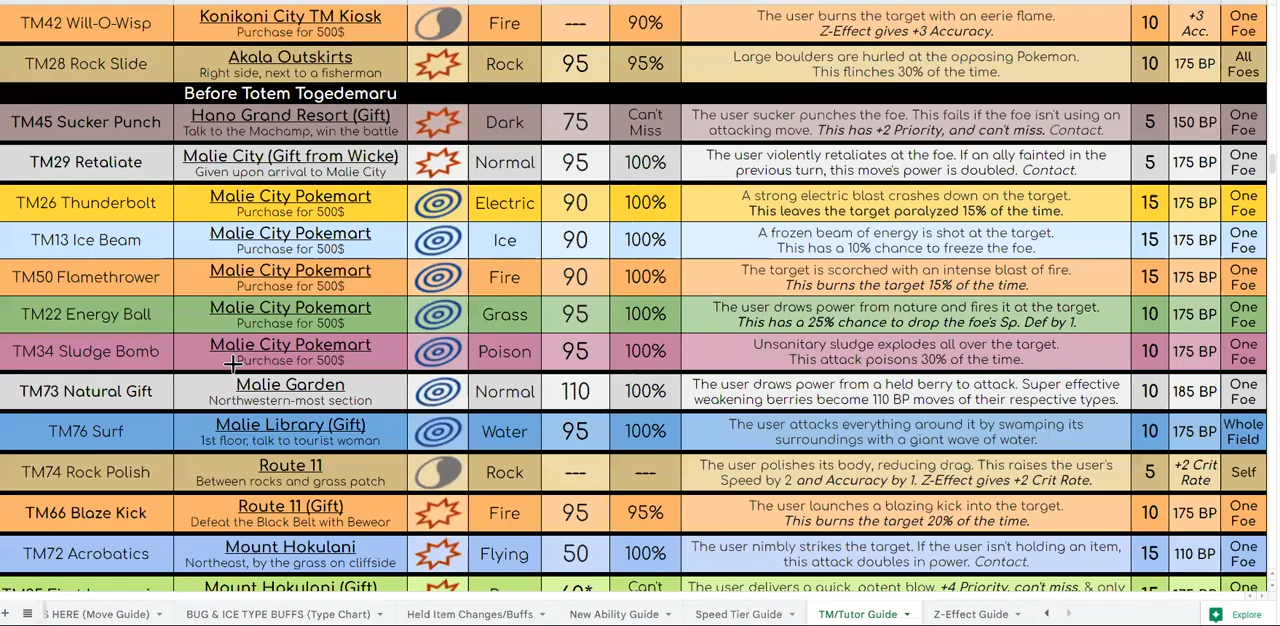 TM42 Will-O-Wisp Konikoni City TM Kiosk Purchase for 500$ Fire --- 90% The user burns the target with an eerie flame. Z-Effect gives +3 Accuracy. 10 +3 Acc. One Foe
TM28 Rock Slide Akala Outskirts Right side, next to a fisherman Rock 95 95% Large boulders are hurled at the opposing Pokemon. This flinches 30% of the time. 10 175 BP All Foes
Before Totem Togedemaru
TM45 Sucker Punch Hano Grand Resort (Gift) Talk to the Machamp, win the battle Dark 75 Can't Miss The user sucker punches the foe. This fails if the foe isn't using an attacking move. This has +2 Priority, and can't miss. Contact. 5 150 BP One Foe
TM29 Retaliate Malie City (Gift from Wicke) Given upon arrival to Malie City Normal 95 100% The user violently retaliates at the foe. If an ally fainted in the previous turn, this move's power is doubled. Contact. 5 175 BP One Foe
TM26 Thunderbolt Malie City Pokemart Purchase for 500$ Electric 90 100% A strong electric blast crashes down on the target. This leaves the target paralyzed 15% of the time. 15 175 BP One Foe
TM13 Ice Beam Malie City Pokemart Purchase for 500$ Ice 90 100% A frozen beam of energy is shot at the target. This has a 10% chance to freeze the foe. 15 175 BP One Foe
TM50 Flamethrower Malie City Pokemart Purchase for 500$ Fire 90 100% The target is scorched with an intense blast of fire. This burns the target 15% of the time. 15 175 BP One Foe
TM22 Energy Ball Malie City Pokemart Purchase for 500$ Grass 95 100% The user draws power from nature and fires it at the target. This has a 25% chance to drop the foe's Sp. Def by 1. 10 175 BP One Foe
TM34 Sludge Bomb Malie City Pokemart Purchase for 500$ Poison 95 100% Unsanitary sludge explodes all over the target. This attack poisons 30% of the time. 10 175 BP One Foe
TM73 Natural Gift Malie Garden Northwestern-most section Normal 110 100% The user draws power from a held berry to attack. Super effective weakening berries become 110 BP moves of their respective types. 10 185 BP One Foe
TM76 Surf Malie Library (Gift) 1st floor, talk to tourist woman Water 95 100% The user attacks everything around it by swamping its surroundings with a giant wave of water. 10 175 BP Whole Field
TM74 Rock Polish Route 11 Between rocks and grass patch Rock --- --- The user polishes its body, reducing drag. This raises the user's Speed by 2 and Accuracy by 1. Z-Effect gives +2 Crit Rate. 5 +2 Crit Rate Self
TM66 Blaze Kick Route 11 (Gift) Defeat the Black Belt with Bewear Fire 95 95% The user launches a blazing kick into the target. This burns the target 20% of the time. 10 175 BP One Foe
TM72 Acrobatics Mount Hokulani Northeast, by the grass on cliffside Flying 50 100% The user nimbly strikes the target. If the user isn't holding an item, this attack doubles in power. Contact. 15 110 BP One Foe
Mount Hokulani (Gift) Can't The user delivers a quick, potent blow. +4 Priority, can't miss, & only One
S HERE (Move Guide) BUG & ICE TYPE BUFFS (Type Chart) Held Item Changes/Buffs New Ability Guide Speed Tier Guide TM/Tutor Guide Z-Effect Guide Explore